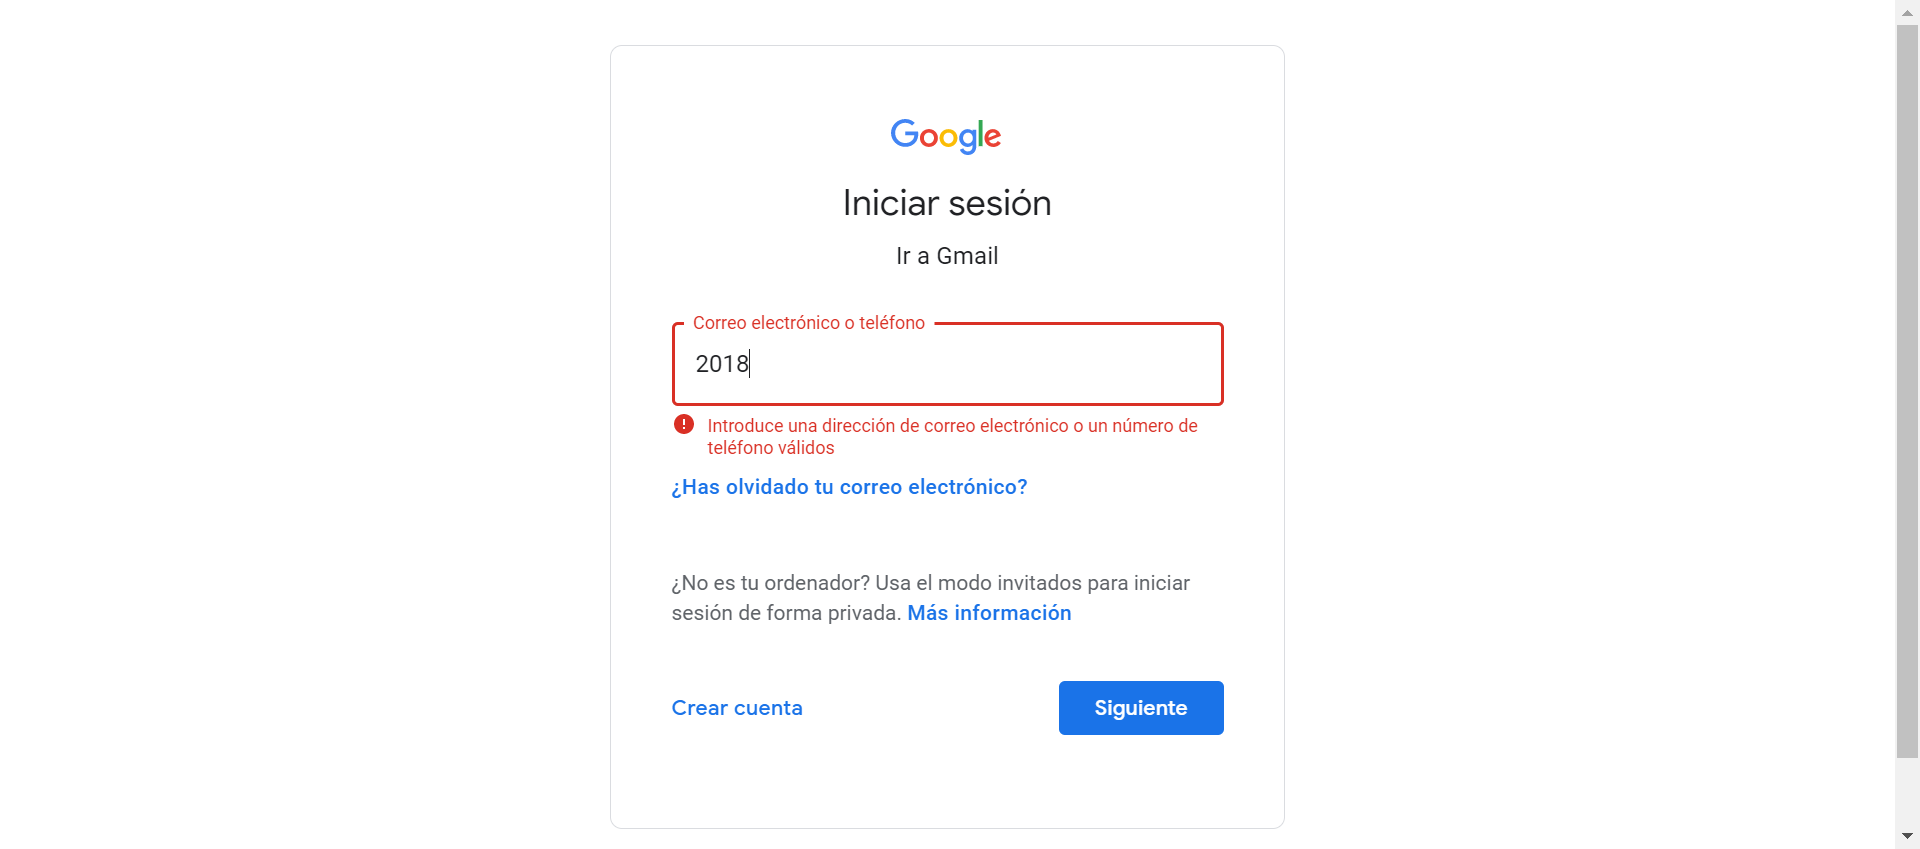 Google
Iniciar sesión
Ir a Gmail
Correo electrónico o teléfono
2018
Introduce una dirección de correo electrónico o un número de
teléfono válidos
¿Has olvidado tu correo electrónico?
¿No es tu ordenador? Usa el modo invitados para iniciar
sesión de forma privada. Más información
Crear cuenta
Siguiente